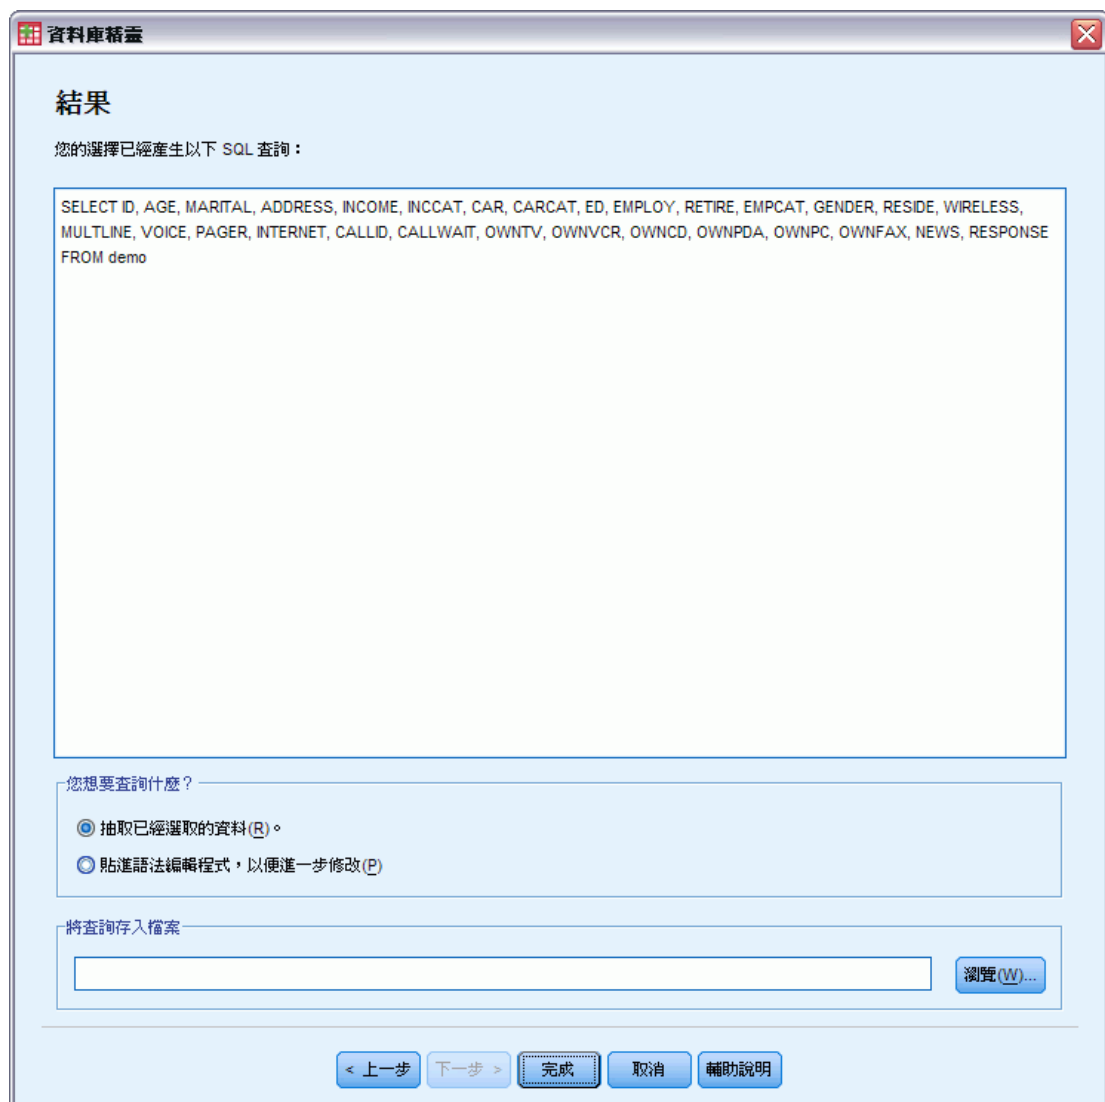 資料庫精靈
結果
您的選擇已經產生以下 SQL 查詢：
SELECT ID, AGE, MARITAL, ADDRESS, INCOME, INCCAT, CAR, CARCAT, ED, EMPLOY, RETIRE, EMPCAT, GENDER, RESIDE, WIRELESS,
MULTLINE, VOICE, PAGER, INTERNET, CALLID, CALLWAIT, OWNTV, OWNVCR, OWNCD, OWNPDA, OWNPC, OWNFAX, NEWS, RESPONSE
FROM demo
您想要查詢什麼？
抽取已經選取的資料(R)。
貼進語法編輯程式，以便進一步修改(P)
將查詢存入檔案
瀏覽(W)...
< 上一步 下一步 > 完成 取消 輔助說明